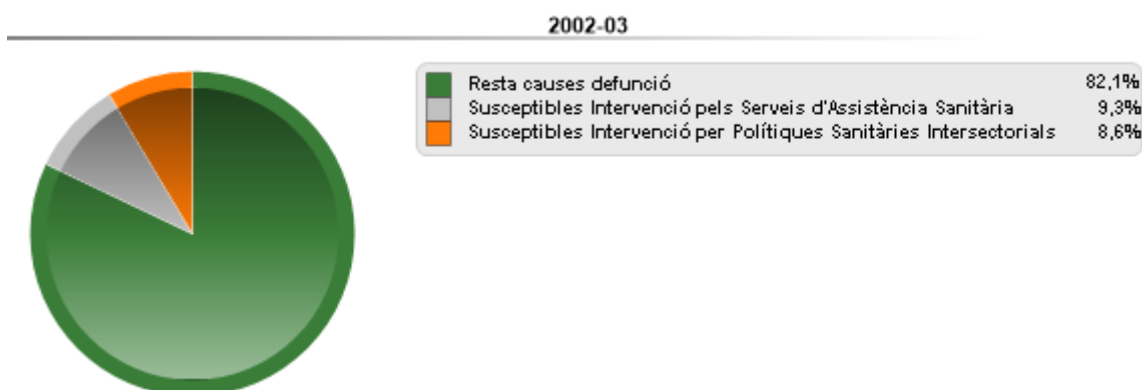 2002-03
Resta causes defunció 82,1%
Susceptibles Intervenció pels Serveis d'Assistència Sanitària 9,3%
Susceptibles Intervenció per Polítiques Sanitàries Intersectorials 8,6%